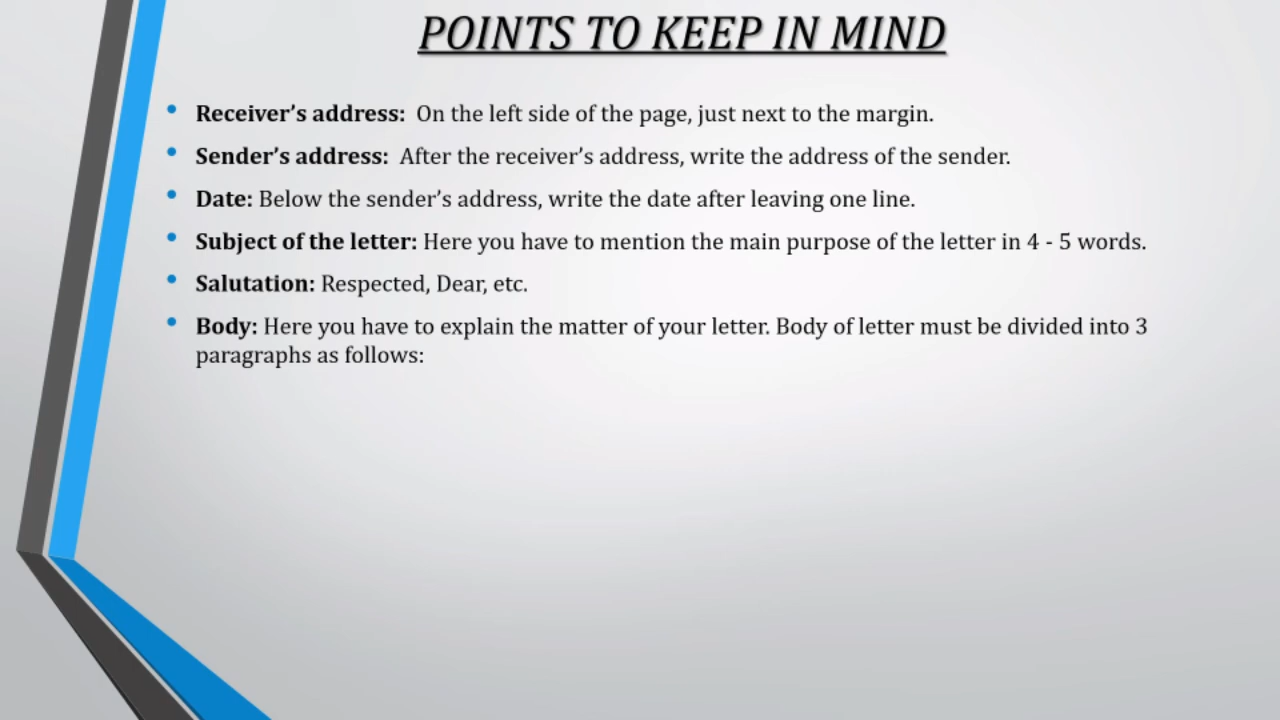 POINTS TO KEEP IN MIND
• Receiver’s address: On the left side of the page, just next to the margin.
• Sender’s address: After the receiver’s address, write the address of the sender.
• Date: Below the sender’s address, write the date after leaving one line.
• Subject of the letter: Here you have to mention the main purpose of the letter in 4 - 5 words.
• Salutation: Respected, Dear, etc.
• Body: Here you have to explain the matter of your letter. Body of letter must be divided into 3
paragraphs as follows: